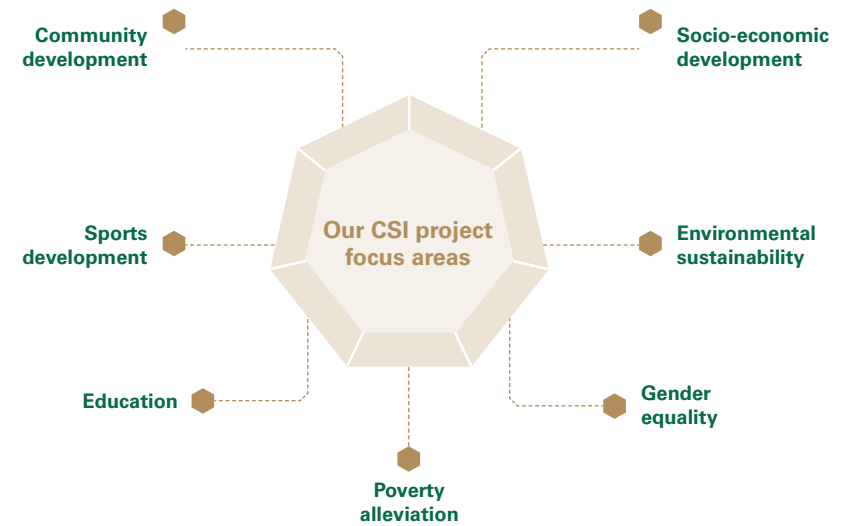 Community
development
Socio-economic
development
Our CSI project
focus areas
Sports
development
Environmental
sustainability
Education
Gender
equality
Poverty
alleviation